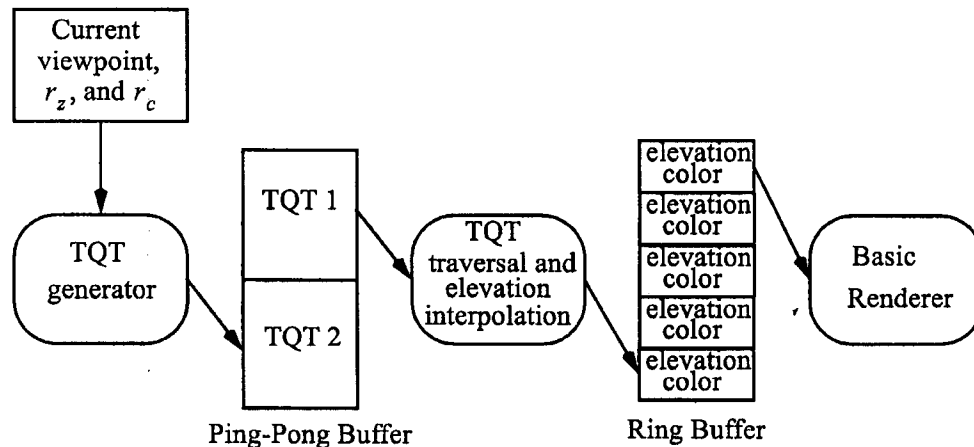 Current
viewpoint,
r_z, and r_c
TQT
generator
TQT 1
TQT 2
Ping-Pong Buffer
TQT
traversal and
elevation
interpolation
elevation
color
elevation
color
elevation
color
elevation
color
elevation
color
Ring Buffer
Basic
Renderer